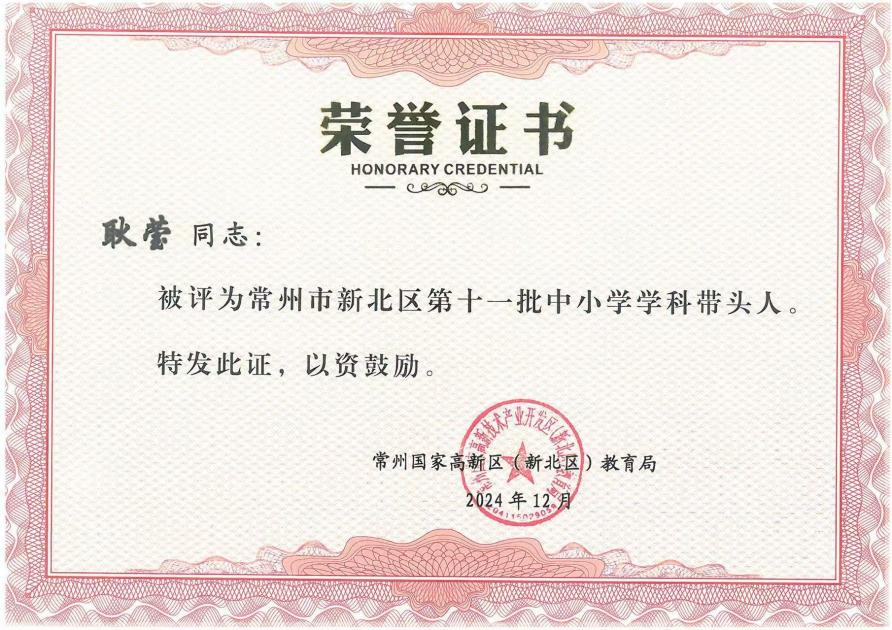 荣誉证书
HONORARY CREDENTIAL
耿莹 同志：
被评为常州市新北区第十一批中小学学科带头人。
特发此证，以资鼓励。
常州国家高新区（新北区）教育局
2024年12月